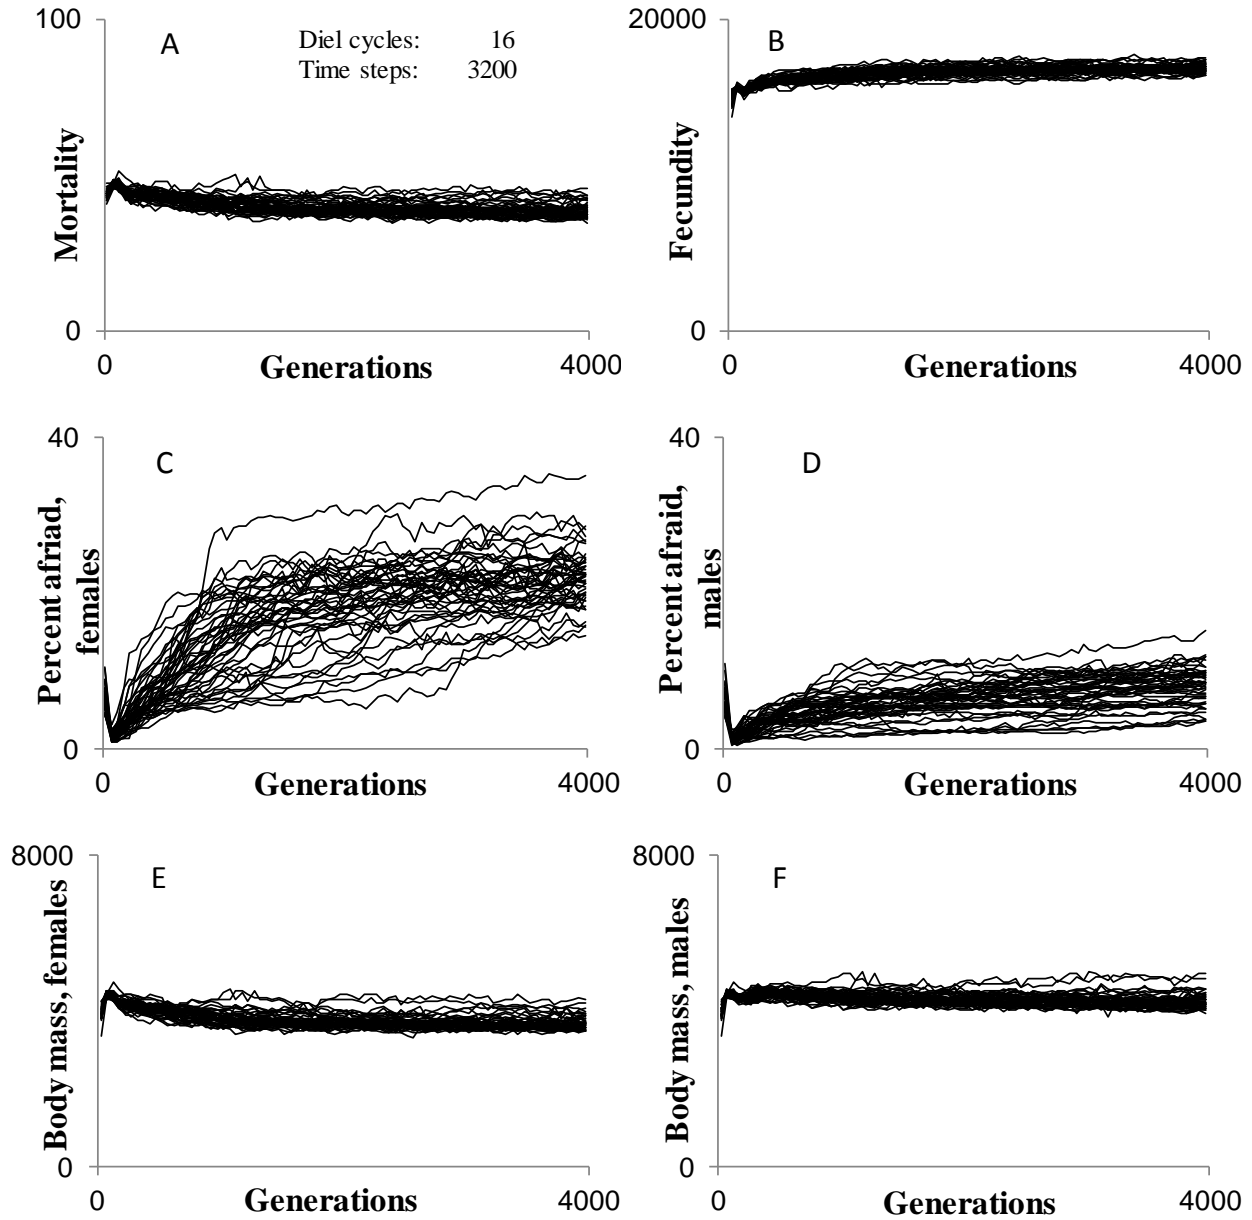 100
A
Diel cycles: 16
Time steps: 3200
Mortality
0
0
Generations
4000
20000
B
Fecundity
0
0
Generations
4000
40
C
Percent afriad,
females
0
0
Generations
4000
40
D
Percent afraid,
males
0
0
Generations
4000
8000
E
Body mass, females
0
0
Generations
4000
8000
F
Body mass, males
0
0
Generations
4000